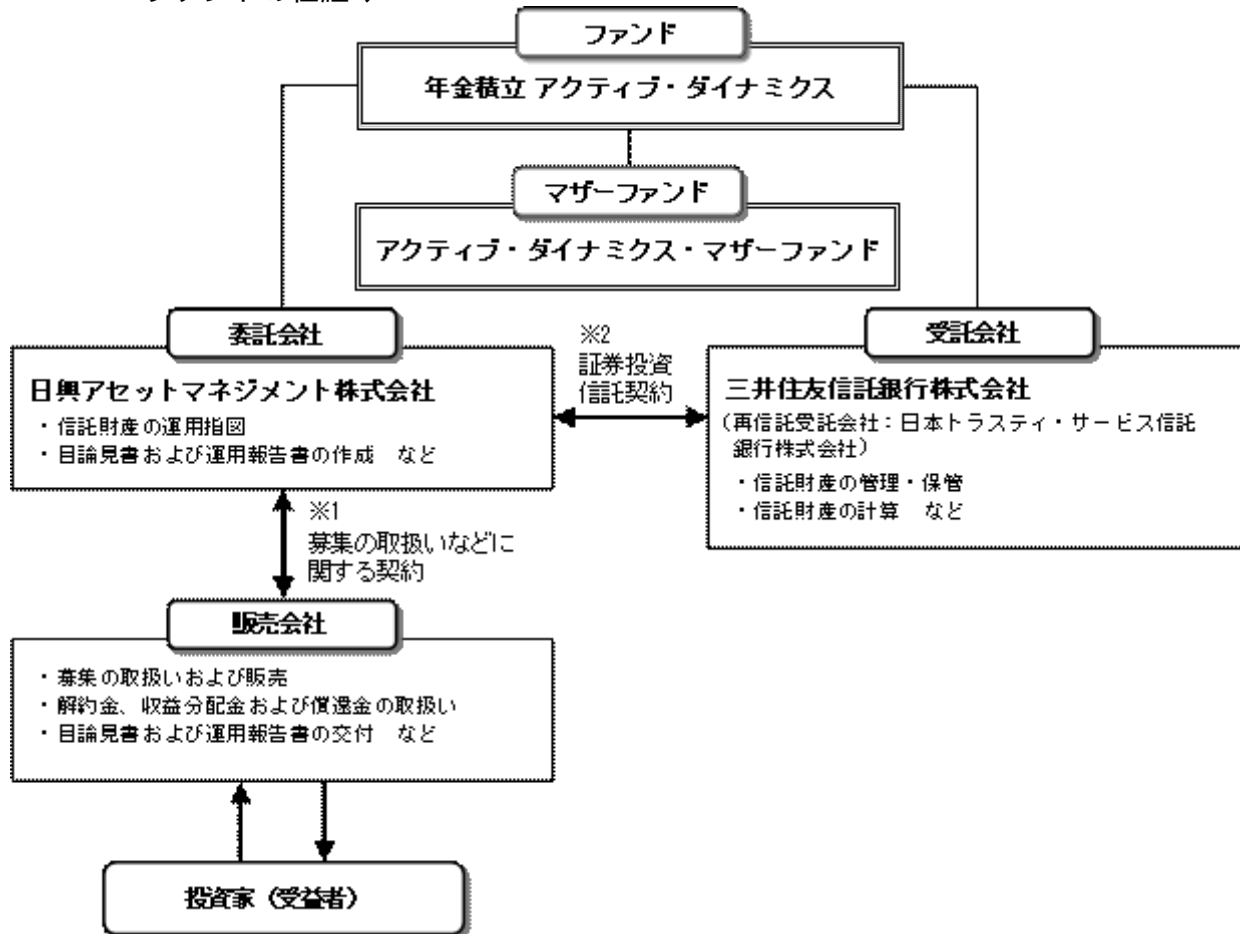 ファンド
年金積立 アクティブ・ダイナミクス
マザーファンド
アクティブ・ダイナミクス・マザーファンド
委託会社
日興アセットマネジメント株式会社
・信託財産の運用指図
・目論見書および運用報告書の作成 など
※2
証券投資
信託契約
受託会社
三井住友信託銀行株式会社
（再信託受託会社：日本トラスティ・サービス信託
銀行株式会社）
・信託財産の管理・保管
・信託財産の計算 など
※1
募集の取扱いなどに
関する契約
販売会社
・募集の取扱いおよび販売
・解約金、収益分配金および償還金の取扱い
・目論見書および運用報告書の交付 など
投資家（受益者）